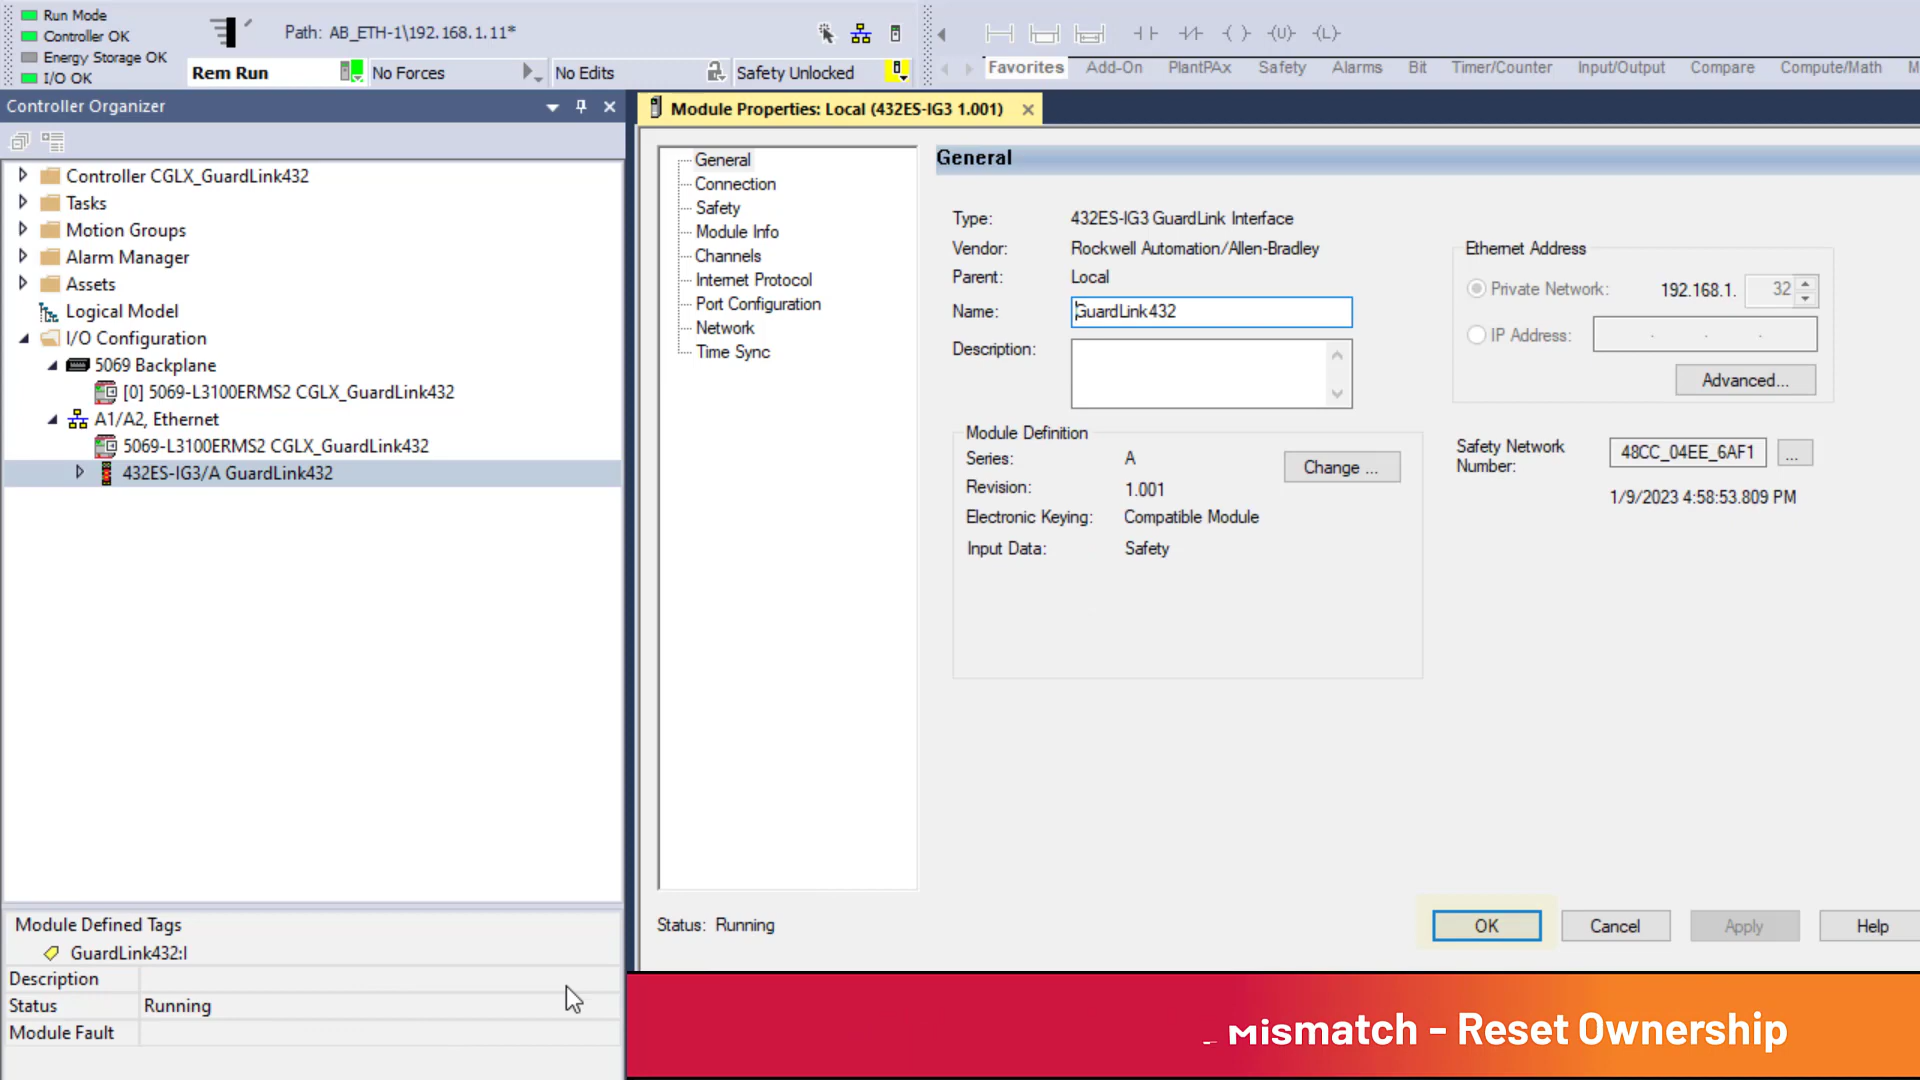 Run Mode
Controller OK
Energy Storage OK
I/O OK
Path: AB_ETH-1\192.168.1.11*
Rem Run
No Forces
No Edits
Safety Unlocked
(U)
(L)
Favorites Add-On PlantPAx Safety Alarms Bit Timer/Counter Input/Output Compare Compute/Math M
Controller Organizer
Controller CGLX_GuardLink432
Tasks
Motion Groups
Alarm Manager
Assets
Logical Model
I/O Configuration
5069 Backplane
[0] 5069-L3100ERMS2 CGLX_GuardLink432
A1/A2, Ethernet
5069-L3100ERMS2 CGLX_GuardLink432
432ES-IG3/A GuardLink432
Module Defined Tags
GuardLink432:I
Description
Status Running
Module Fault
Module Properties: Local (432ES-IG3 1.001)
General
Connection
Safety
Module Info
Channels
Internet Protocol
Port Configuration
Network
Time Sync
General
Type: 432ES-IG3 GuardLink Interface
Vendor: Rockwell Automation/Allen-Bradley
Parent: Local
Name: GuardLink432
Description:
Module Definition
Series: A
Change ...
Revision: 1.001
Electronic Keying: Compatible Module
Input Data: Safety
Ethernet Address
Private Network: 192.168.1. 32
IP Address: . . .
Advanced...
Safety Network Number: 48CC_04EE_6AF1 ...
1/9/2023 4:58:53.809 PM
Status: Running
OK Cancel Apply Help
Mismatch - Reset Ownership